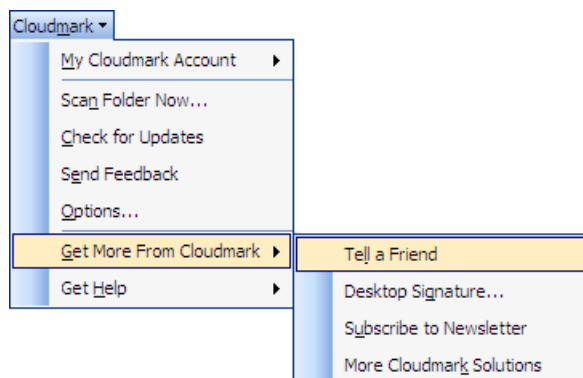 Cloudmark
My Cloudmark Account
Scan Folder Now...
Check for Updates
Send Feedback
Options...
Get More From Cloudmark
Get Help
Tell a Friend
Desktop Signature...
Subscribe to Newsletter
More Cloudmark Solutions